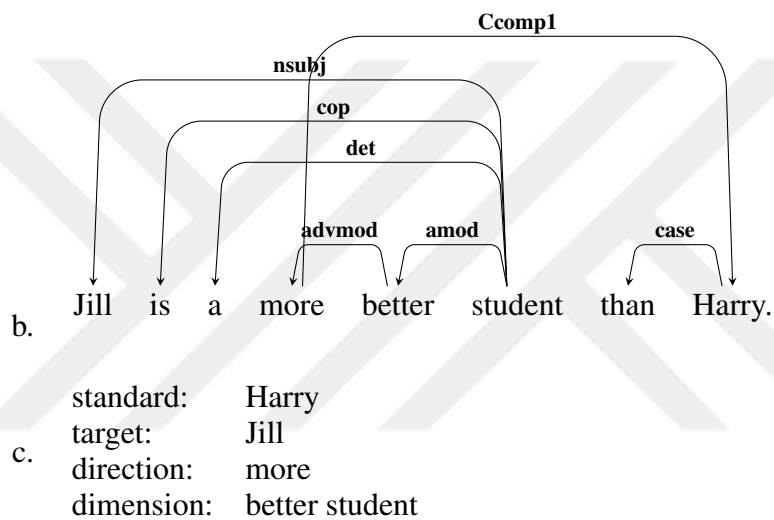 Ccomp1
nsubj
cop
det
advmod amod case
Jill is a more better student than Harry.
b.
standard: Harry
target: Jill
c.
direction: more
dimension: better student